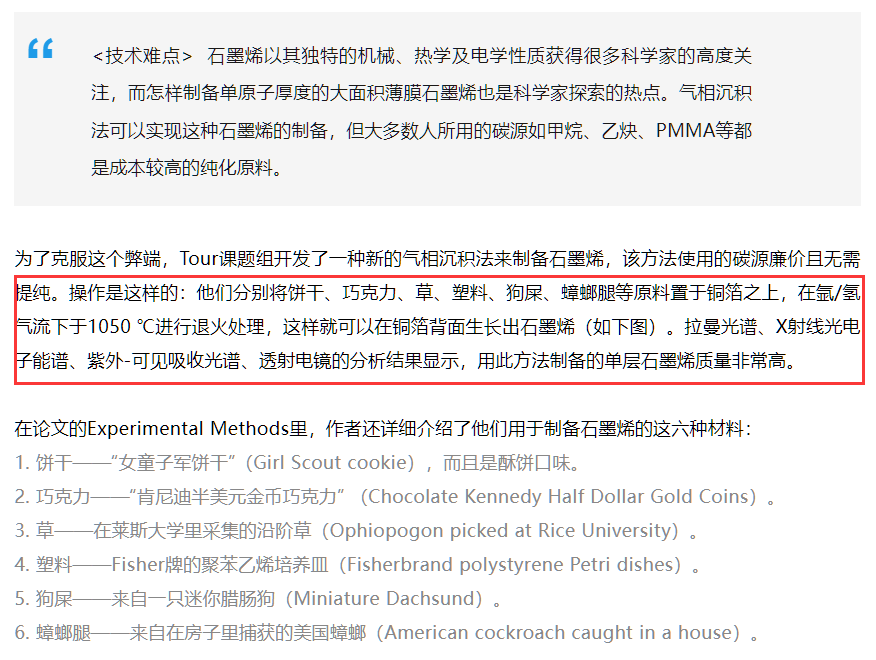 <技术难点> 石墨烯以其独特的机械、热学及电学性质获得很多科学家的高度关
注，而怎样制备单原子厚度的大面积薄膜石墨烯也是科学家探索的热点。气相沉积
法可以实现这种石墨烯的制备，但大多数人所用的碳源如甲烷、乙炔、PMMA等都
是成本较高的纯化原料。
为了克服这个弊端，Tour课题组开发了一种新的气相沉积法来制备石墨烯，该方法使用的碳源廉价且无需
提纯。操作是这样的：他们分别将饼干、巧克力、草、塑料、狗屎、蟑螂腿等原料置于铜箔之上，在氩/氢
气流下于1050 ℃进行退火处理，这样就可以在铜箔背面生长出石墨烯（如下图）。拉曼光谱、X射线光电
子能谱、紫外-可见吸收光谱、透射电镜的分析结果显示，用此方法制备的单层石墨烯质量非常高。
在论文的Experimental Methods里，作者还详细介绍了他们用于制备石墨烯的这六种材料：
1. 饼干——“女童子军饼干”（Girl Scout cookie），而且是酥饼口味。
2. 巧克力——“肯尼迪半美元金币巧克力” （Chocolate Kennedy Half Dollar Gold Coins）。
3. 草——在莱斯大学里采集的沿阶草（Ophiopogon picked at Rice University）。
4. 塑料——Fisher牌的聚苯乙烯培养皿（Fisherbrand polystyrene Petri dishes）。
5. 狗屎——来自一只迷你腊肠狗（Miniature Dachsund）。
6. 蟑螂腿——来自在房子里捕获的美国蟑螂（American cockroach caught in a house）。